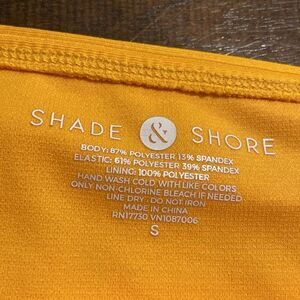 SHADE & SHORE
BODY: 87% POLYESTER 13% SPANDEX
ELASTIC: 61% POLYESTER 39% SPANDEX
LINING: 100% POLYESTER
HAND WASH COLD WITH LIKE COLORS
ONLY NON-CHLORINE BLEACH IF NEEDED
LINE DRY · DO NOT IRON
MADE IN CHINA
RN17730 VN1087006
S